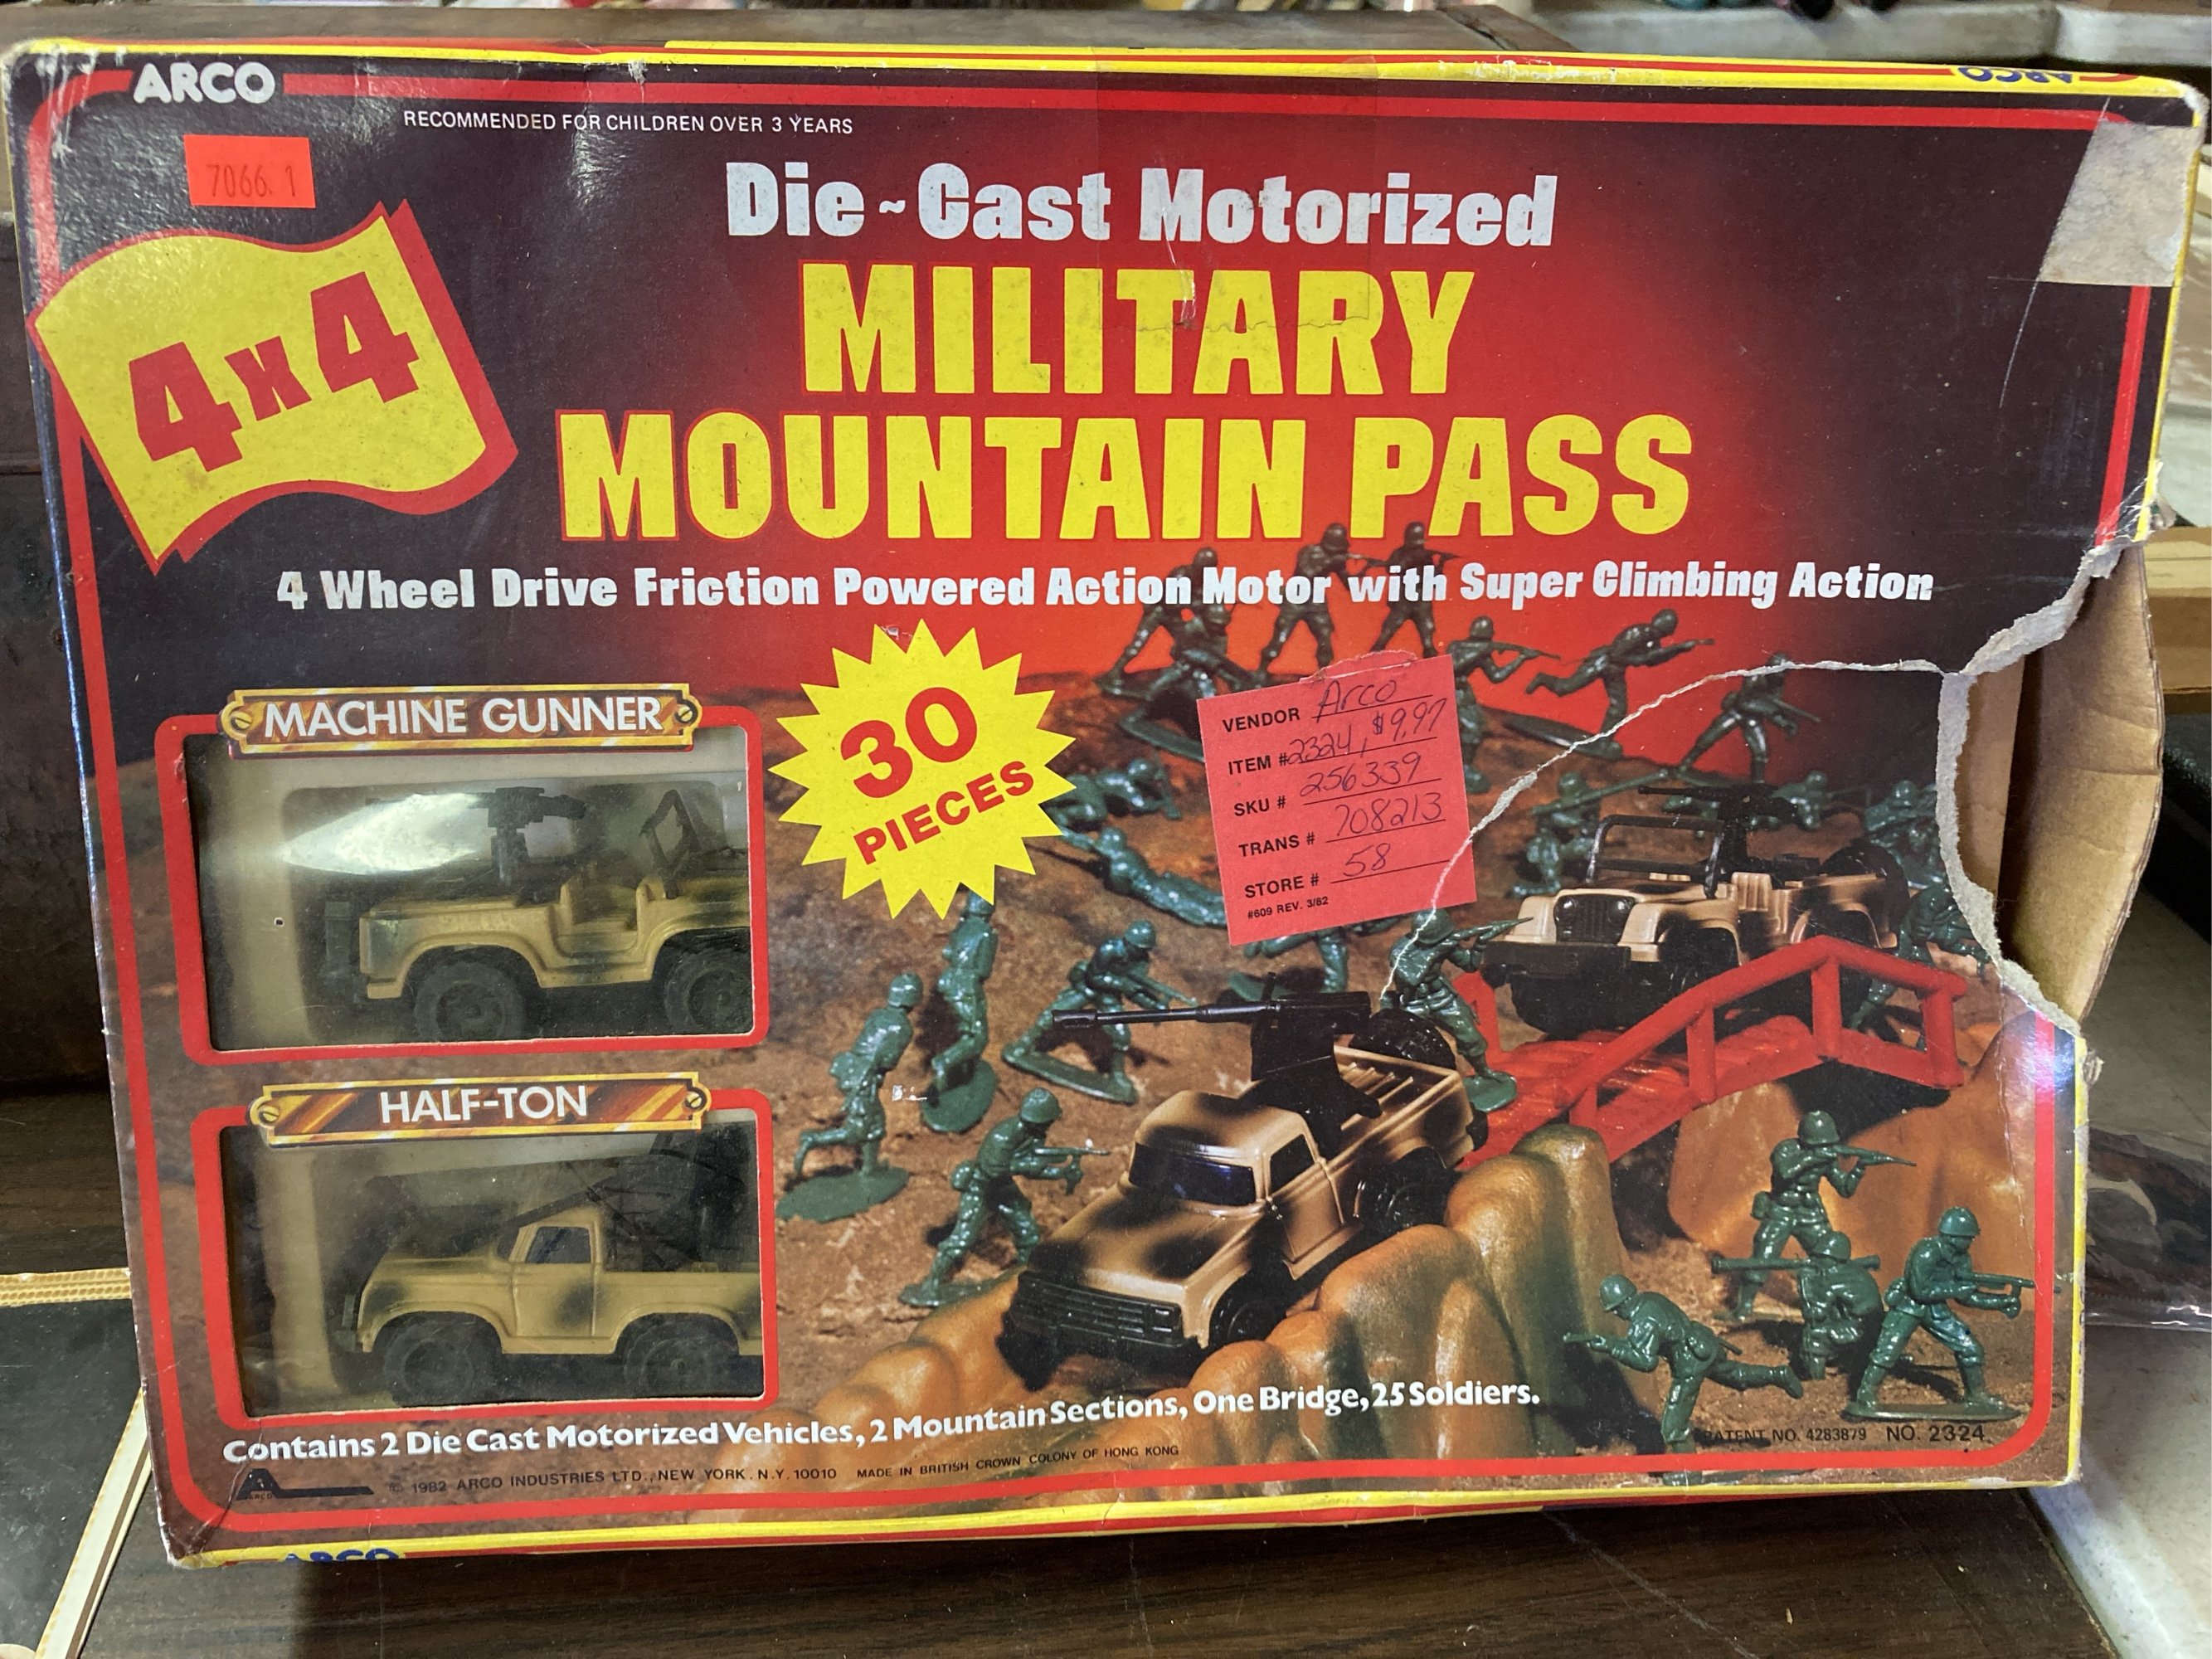 ARCO
ARCO
RECOMMENDED FOR CHILDREN OVER 3 YEARS
7066. 1
4x4
Die~Cast Motorized
MILITARY
MOUNTAIN PASS
4 Wheel Drive Friction Powered Action Motor with Super Climbing Action
MACHINE GUNNER
30
PIECES
VENDOR Arco
ITEM # 2324, $9.97
SKU # 256339
TRANS # 708213
STORE # 58
#609 REV. 3/82
HALF-TON
Contains 2 Die Cast Motorized Vehicles, 2 Mountain Sections, One Bridge, 25 Soldiers.
PATENT NO. 4283879 NO. 2324
A ARCO
© 1982 ARCO INDUSTRIES LTD., NEW YORK. N.Y. 10010 MADE IN BRITISH CROWN COLONY OF HONG KONG
ARCO